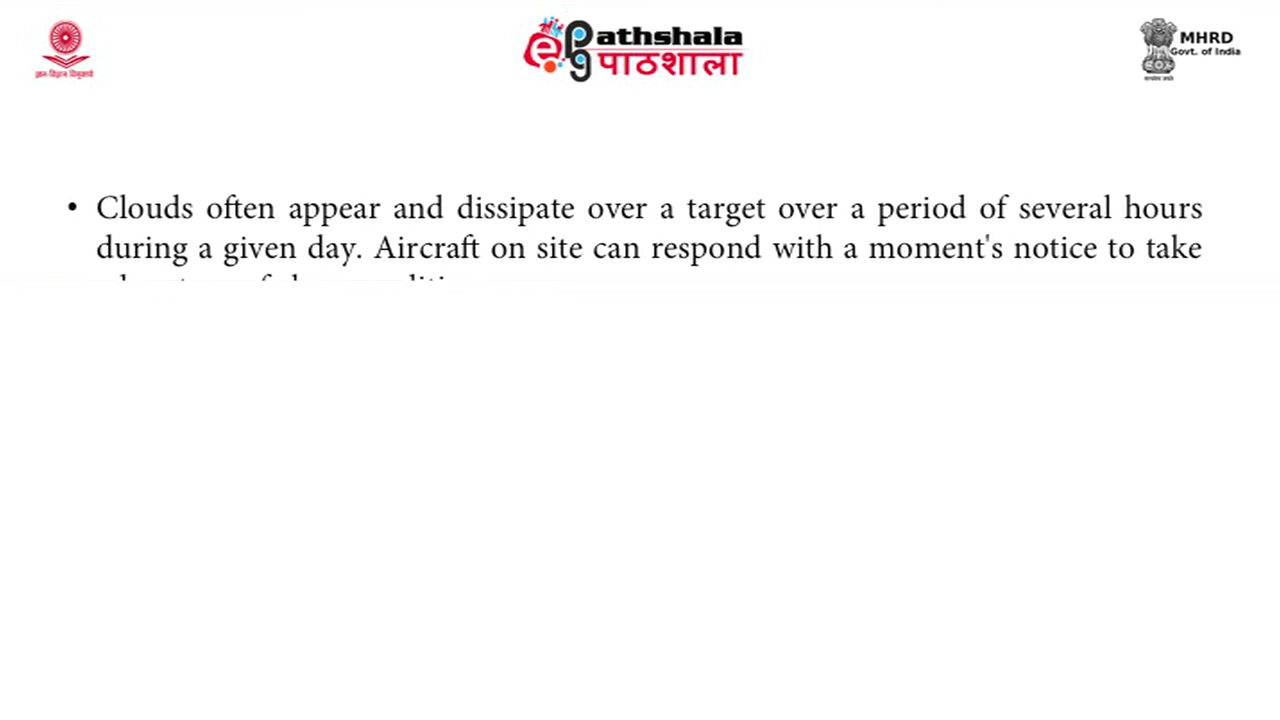 athshala
पाठशाला
MHRD
Govt. of India
• Clouds often appear and dissipate over a target over a period of several hours
during a given day. Aircraft on site can respond with a moment's notice to take